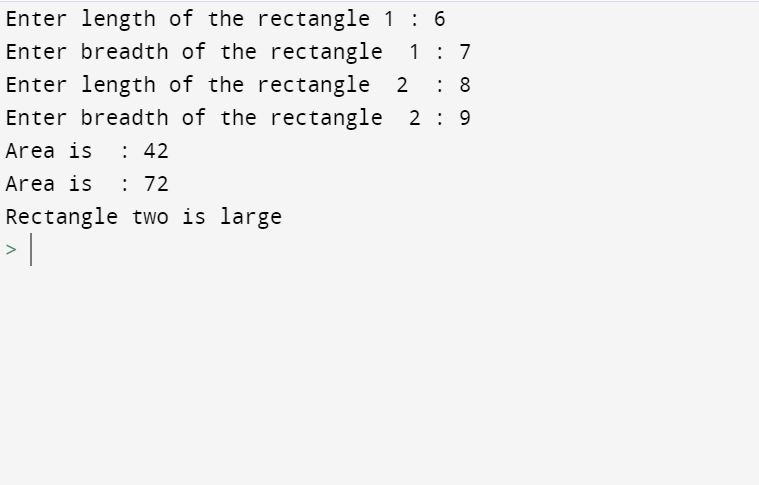 Enter length of the rectangle 1 : 6
Enter breadth of the rectangle  1 : 7
Enter length of the rectangle  2  : 8
Enter breadth of the rectangle  2 : 9
Area is  : 42
Area is  : 72
Rectangle two is large
>